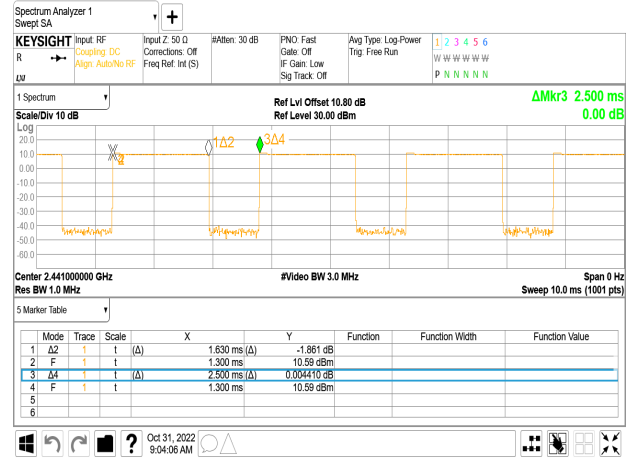 Spectrum Analyzer 1
Swept SA
KEYSIGHT Input: RF Input Z: 50 Ω #Atten: 30 dB PNO: Fast Avg Type: Log-Power 1 2 3 4 5 6
R Coupling: DC Corrections: Off Gate: Off Trig: Free Run W W W W W W
Align: Auto/No RF Freq Ref: Int (S) IF Gain: Low
LXI Sig Track: Off P N N N N N
1 Spectrum Ref Lvl Offset 10.80 dB ΔMkr3 2.500 ms
Scale/Div 10 dB Ref Level 30.00 dBm 0.00 dB
Log
20.0 1Δ2 3Δ4
10.0
0.00
-10.0
-20.0
-30.0
-40.0
-50.0
-60.0
Center 2.441000000 GHz #Video BW 3.0 MHz Span 0 Hz
Res BW 1.0 MHz Sweep 10.0 ms (1001 pts)
5 Marker Table
Mode Trace Scale X Y Function Function Width Function Value
1 Δ2 1 t (Δ) 1.630 ms (Δ) -1.861 dB
2 F 1 t 1.300 ms 10.59 dBm
3 Δ4 1 t (Δ) 2.500 ms (Δ) 0.004410 dB
4 F 1 t 1.300 ms 10.59 dBm
5
6
Oct 31, 2022
9:04:06 AM